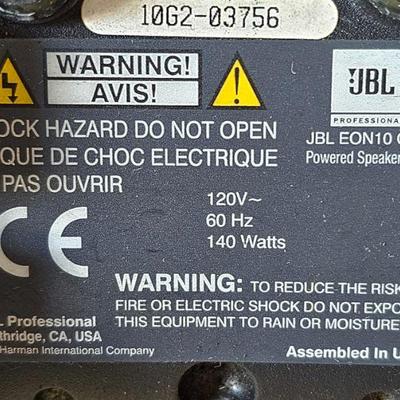 10G2-03756
WARNING!
AVIS!
JBL
PROFESSIONAL
OCK HAZARD DO NOT OPEN
JBL EON10 G
QUE DE CHOC ELECTRIQUE
Powered Speaker
PAS OUVRIR
120V~
60 Hz
140 Watts
CE
WARNING: TO REDUCE THE RISK
FIRE OR ELECTRIC SHOCK DO NOT EXPO
THIS EQUIPMENT TO RAIN OR MOISTURE
L Professional
thridge, CA, USA
Harman International Company
Assembled In U